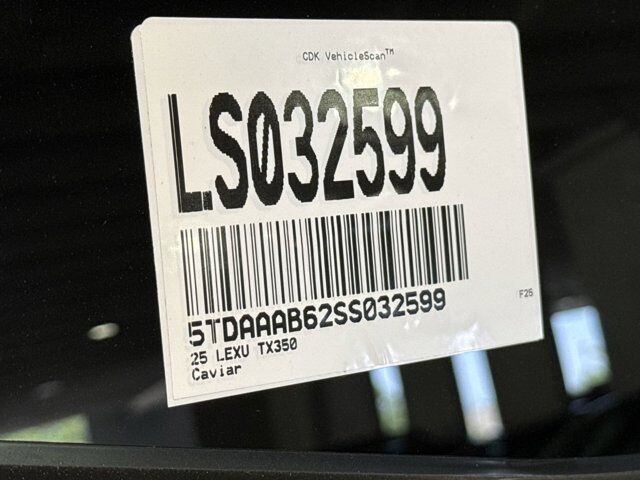 CDK VehicleScan™
LS032599
5TDAAAB62SS032599
25 LEXU TX350
F25
Caviar